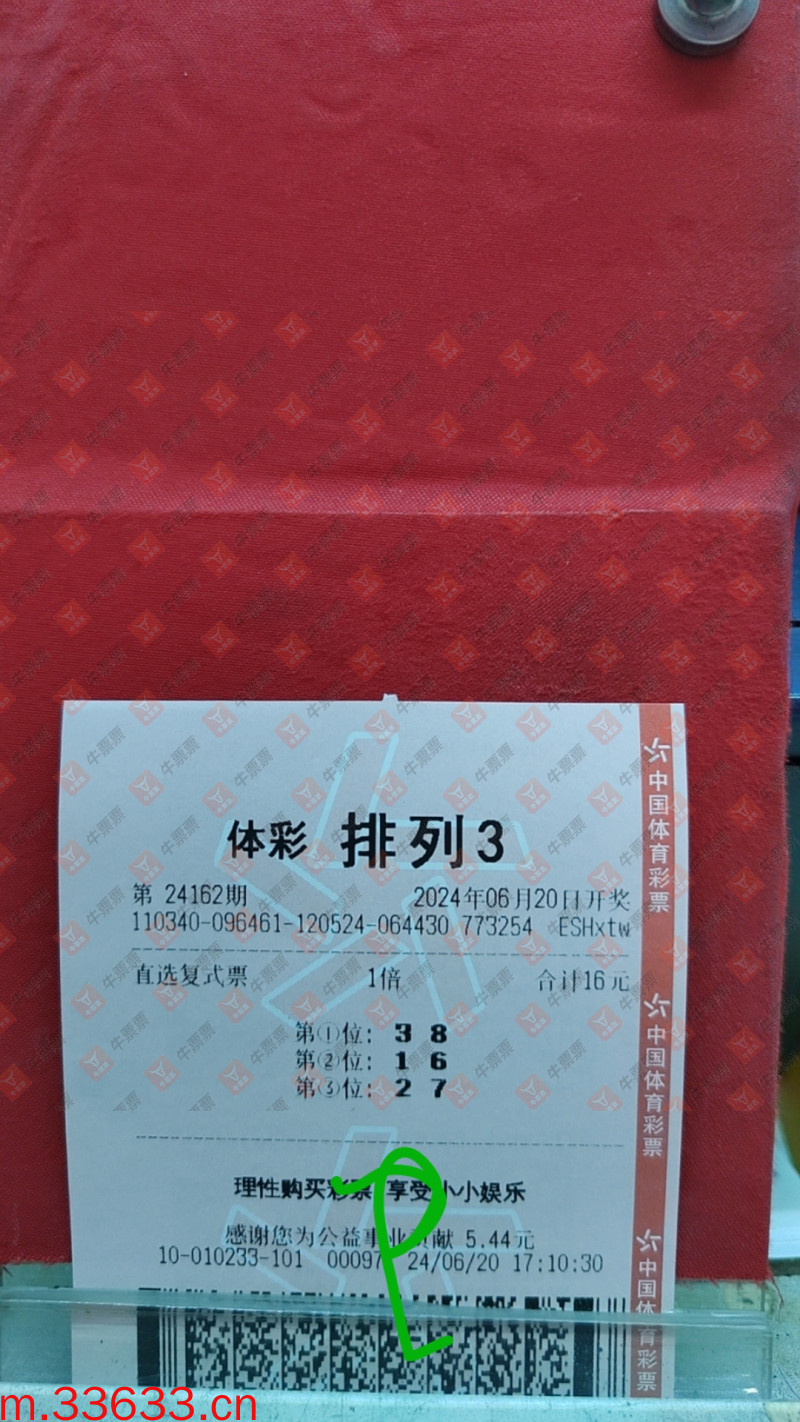 体彩 排列3
第 24162期 2024年06月20日开奖
110340-096461-120524-064430 773254 ESHxtw
直选复式票 1倍 合计16元
第①位: 3 8
第②位: 1 6
第③位: 2 7
理性购买彩票 享受小小娱乐
感谢您为公益事业贡献 5.44元
10-010233-101 00097 24/06/20 17:10:30
中国体育彩票
中国体育彩票
中国体育彩票
牛票票
m.33633.cn